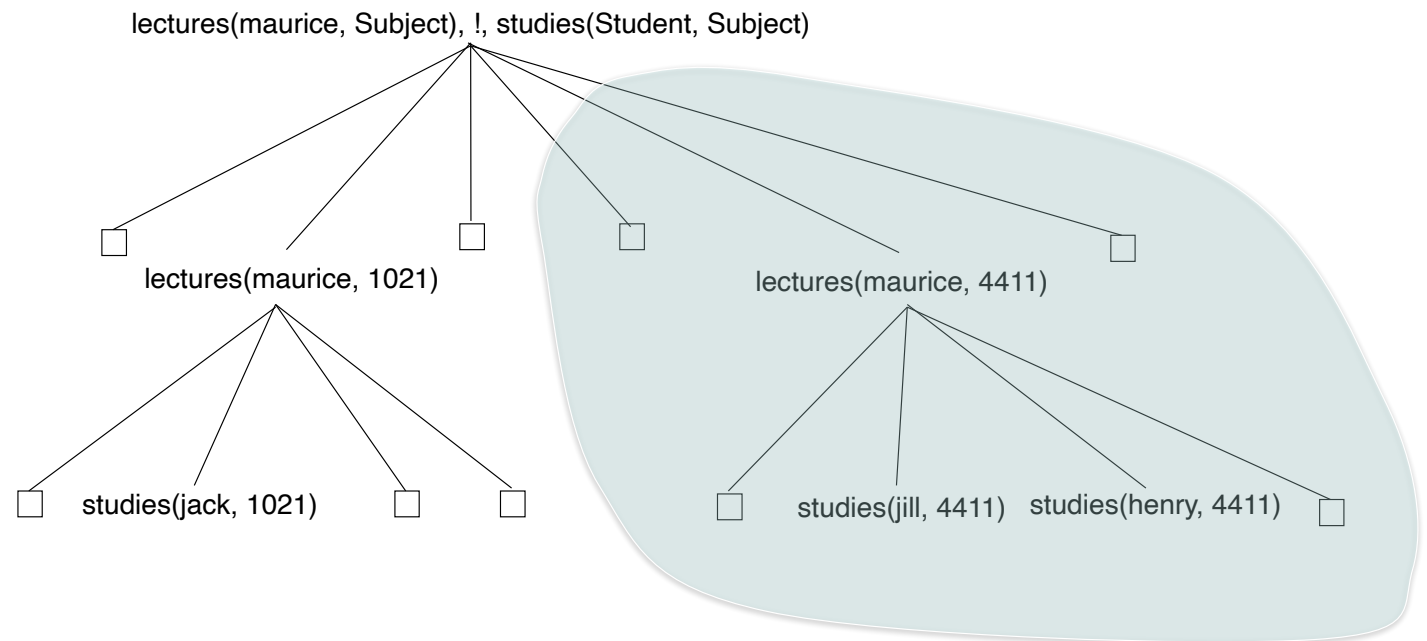 lectures(maurice, Subject), !, studies(Student, Subject)
lectures(maurice, 1021)
lectures(maurice, 4411)
studies(jack, 1021)
studies(jill, 4411)
studies(henry, 4411)